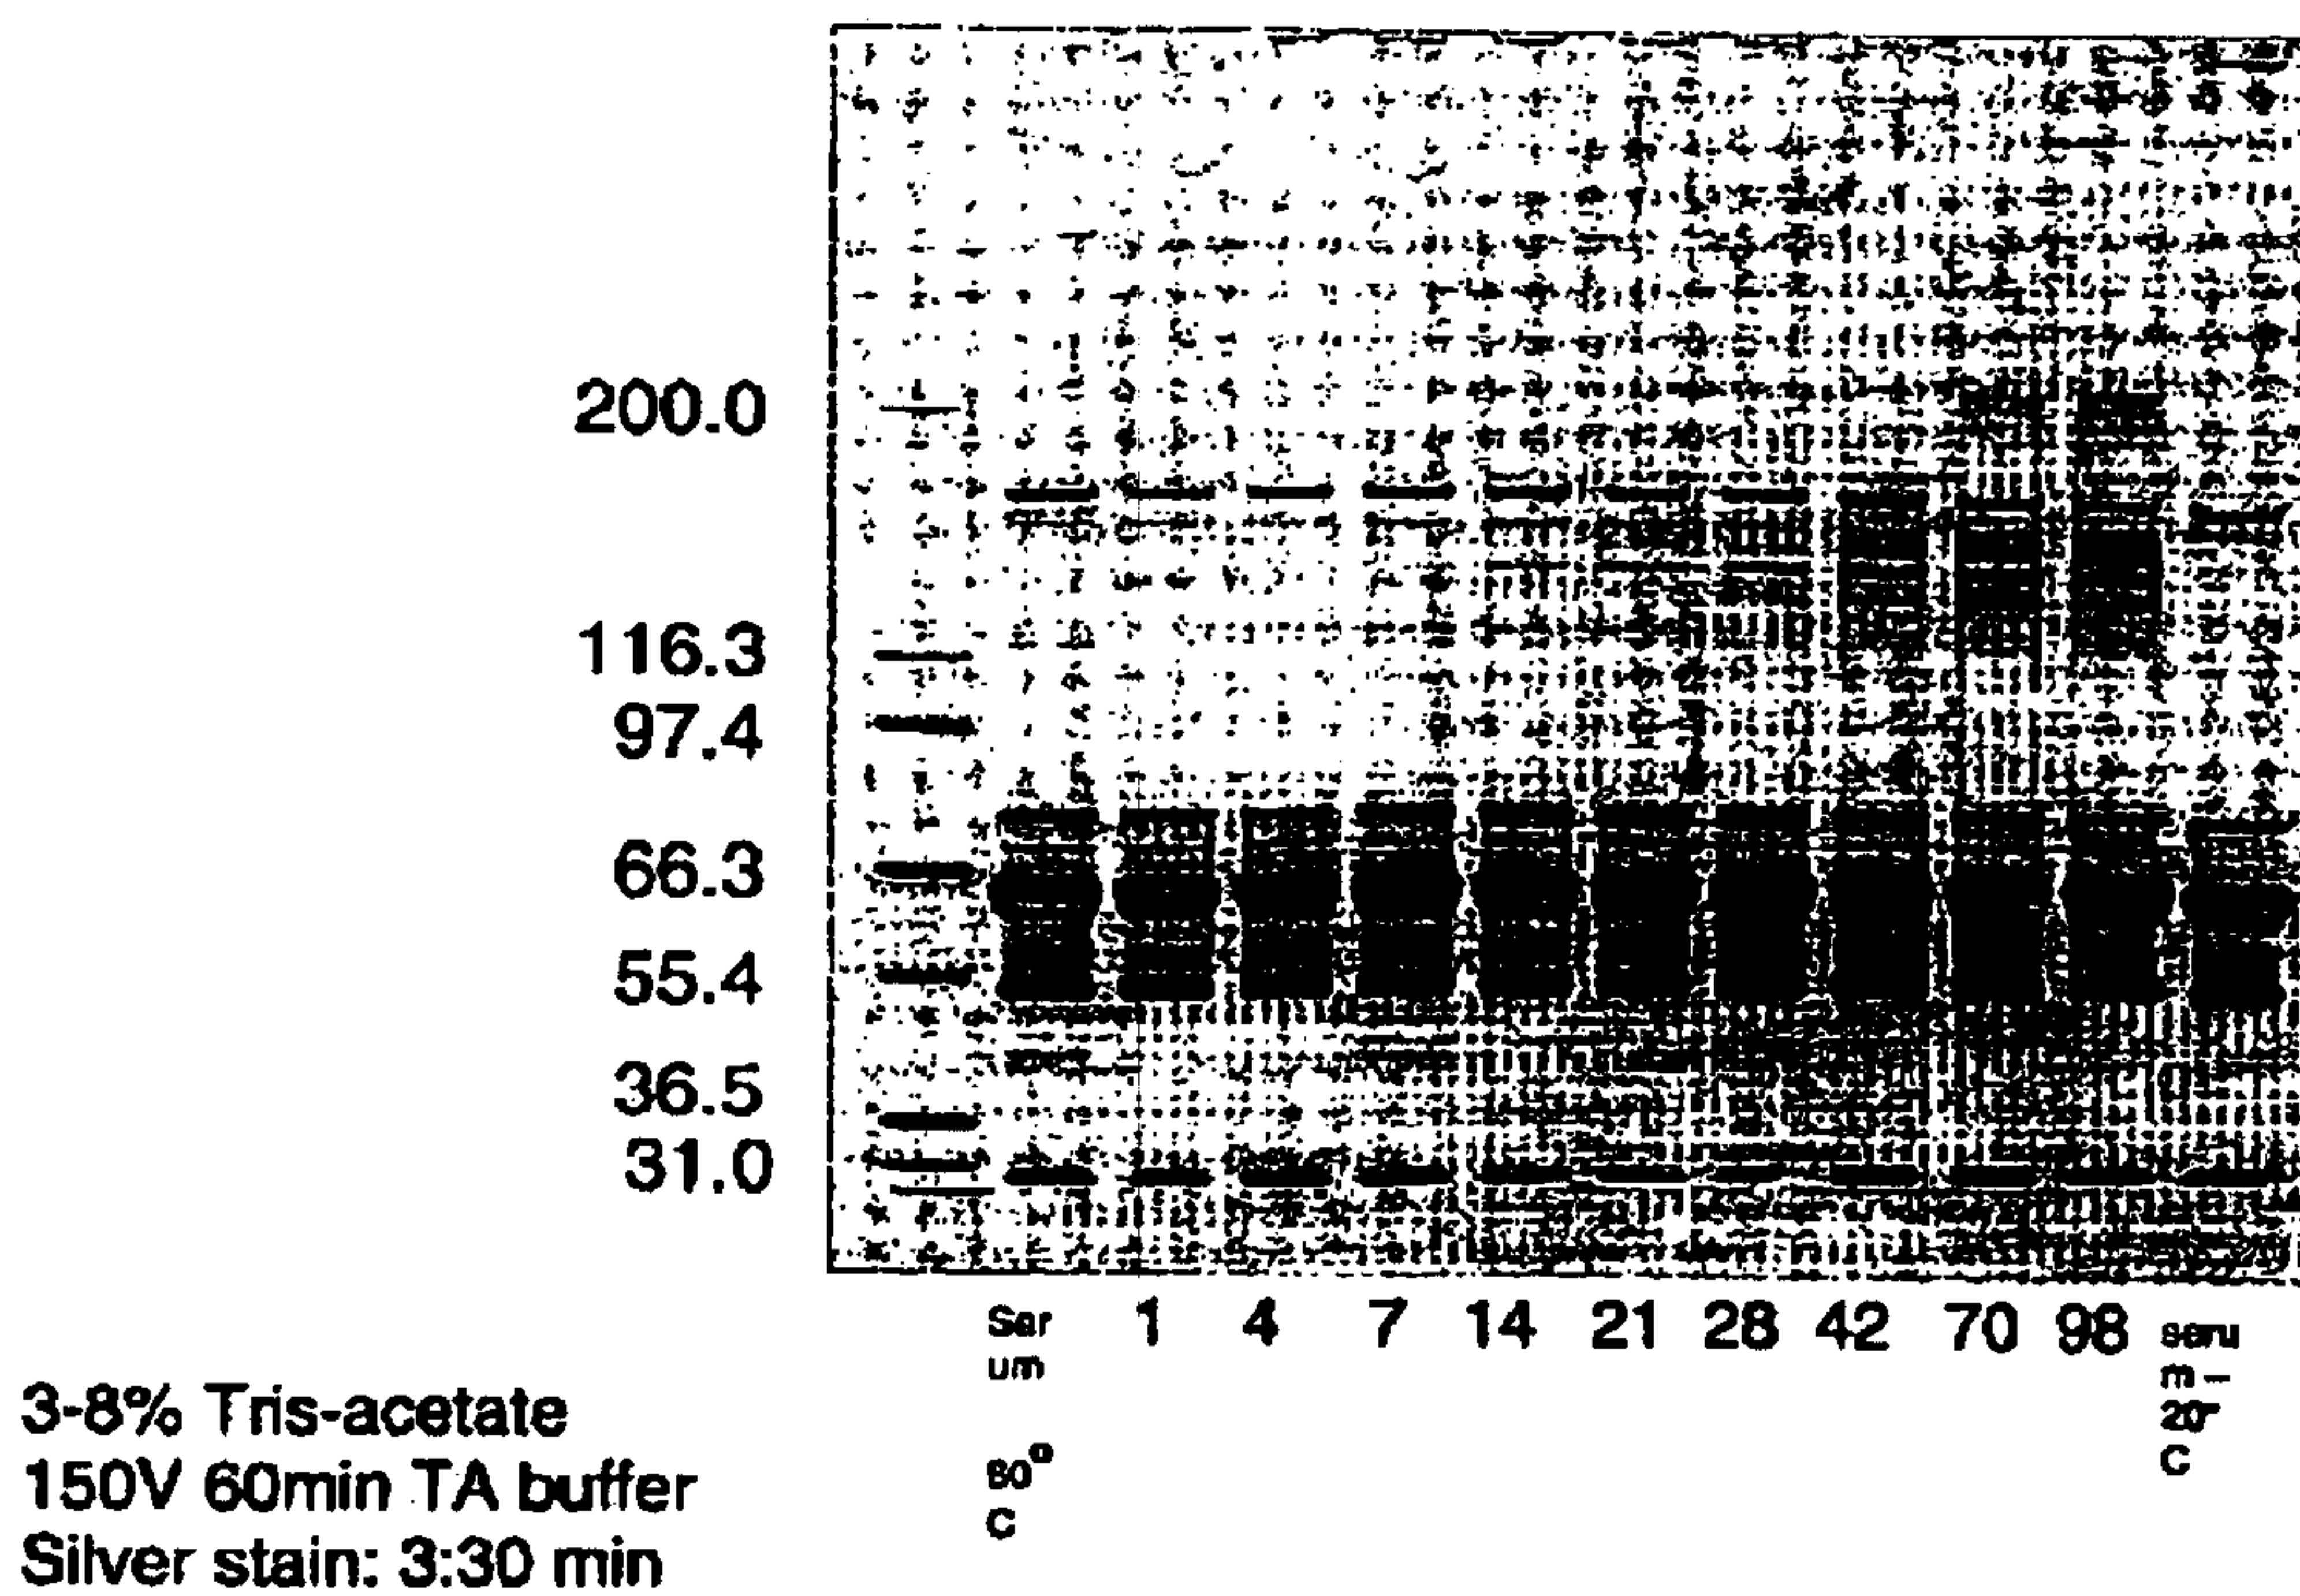 200.0
116.3
97.4
66.3
55.4
36.5
31.0
Ser 1 4 7 14 21 28 42 70 98 seru
um
m –
20°
C
80°
C
3-8% Tris-acetate
150V 60min TA buffer
Silver stain: 3:30 min